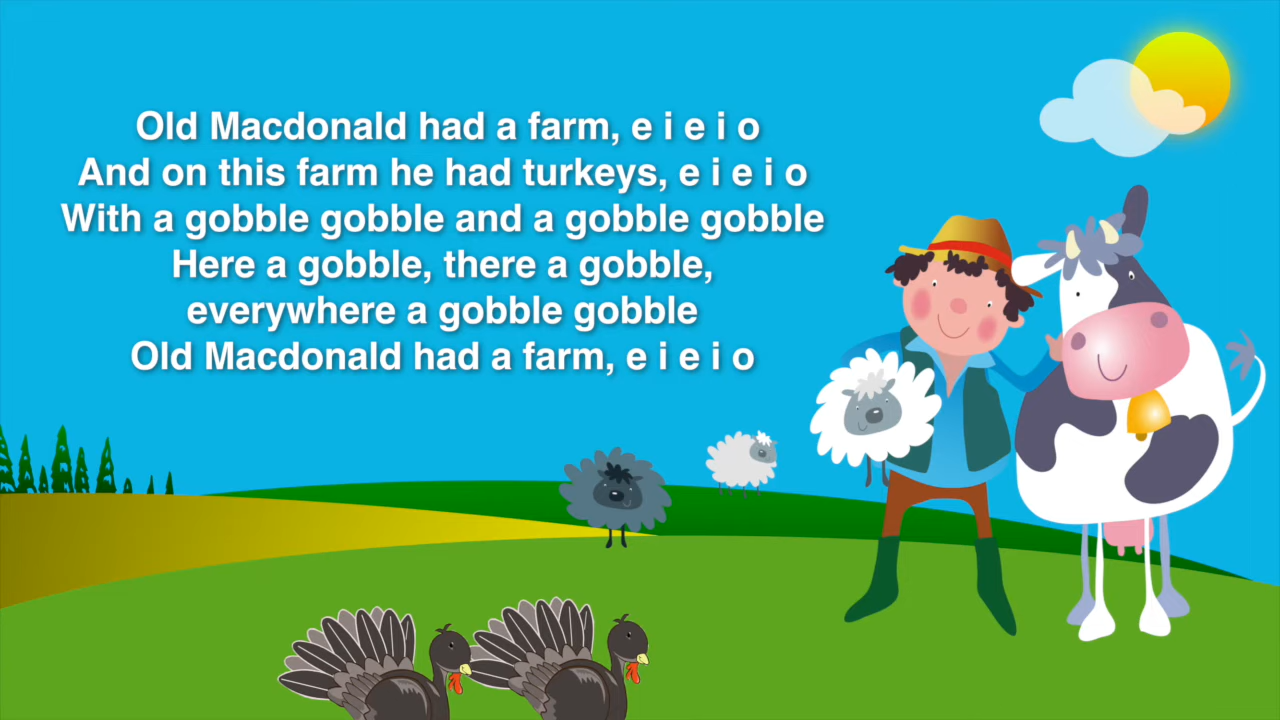 Old Macdonald had a farm, e i e i o
And on this farm he had turkeys, e i e i o
With a gobble gobble and a gobble gobble
Here a gobble, there a gobble,
everywhere a gobble gobble
Old Macdonald had a farm, e i e i o